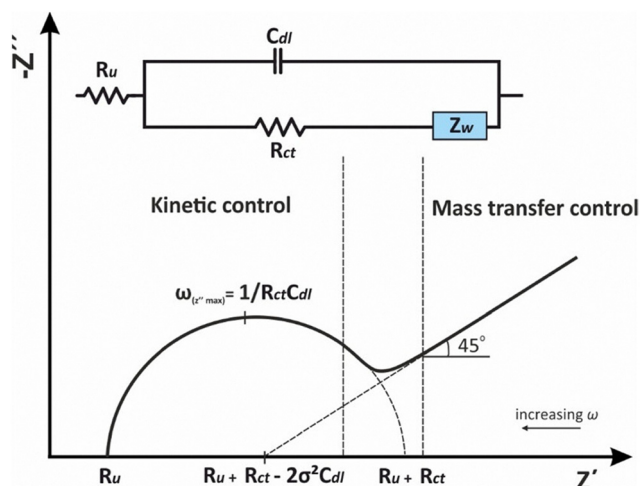 -Z´´
Cdl
Ru
Zw
Rct
Kinetic control
Mass transfer control
ω(z″ max)= 1/RctCdl
45°
increasing ω
Ru
Ru + Rct - 2σ²Cdl
Ru + Rct
Z´